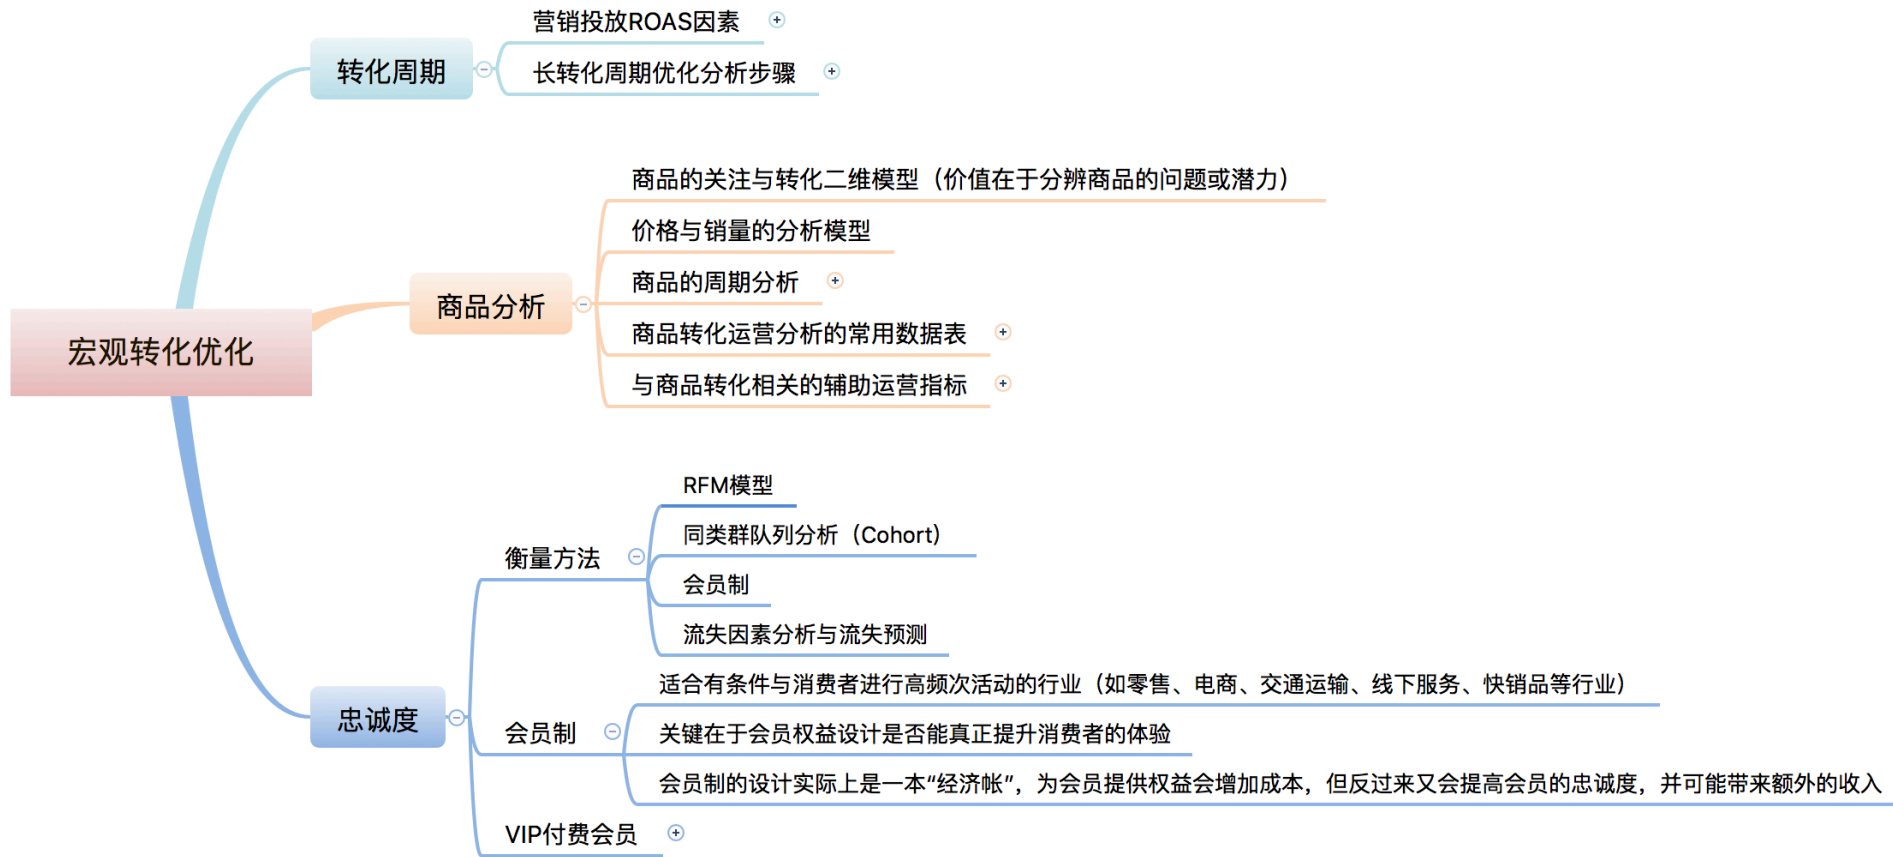 宏观转化优化
转化周期
营销投放ROAS因素
长转化周期优化分析步骤
商品分析
商品的关注与转化二维模型（价值在于分辨商品的问题或潜力）
价格与销量的分析模型
商品的周期分析
商品转化运营分析的常用数据表
与商品转化相关的辅助运营指标
忠诚度
衡量方法
RFM模型
同类群队列分析（Cohort）
会员制
流失因素分析与流失预测
会员制
适合有条件与消费者进行高频次活动的行业（如零售、电商、交通运输、线下服务、快销品等行业）
关键在于会员权益设计是否能真正提升消费者的体验
会员制的设计实际上是一本“经济帐”，为会员提供权益会增加成本，但反过来又会提高会员的忠诚度，并可能带来额外的收入
VIP付费会员